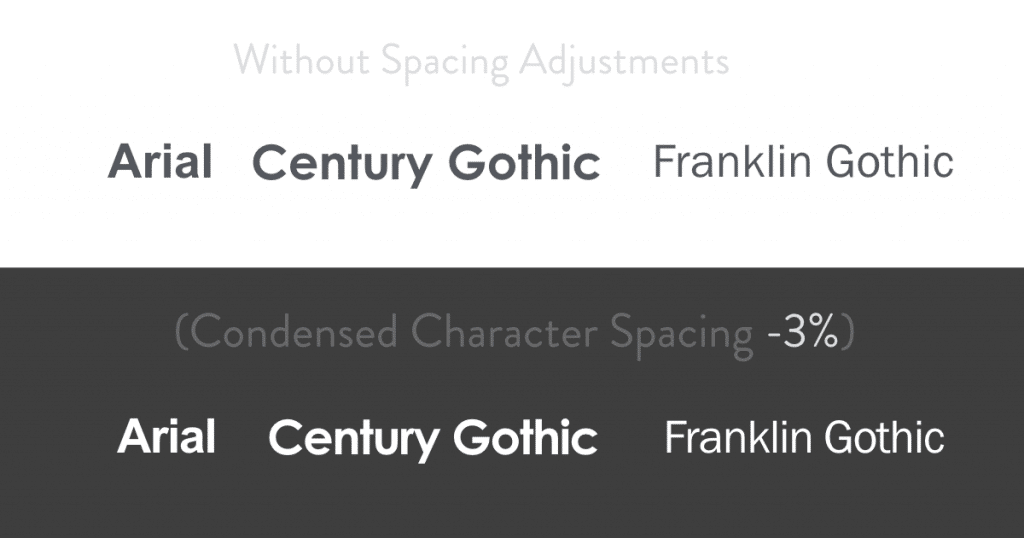 Without Spacing Adjustments
Arial Century Gothic Franklin Gothic
(Condensed Character Spacing -3%)
Arial Century Gothic Franklin Gothic